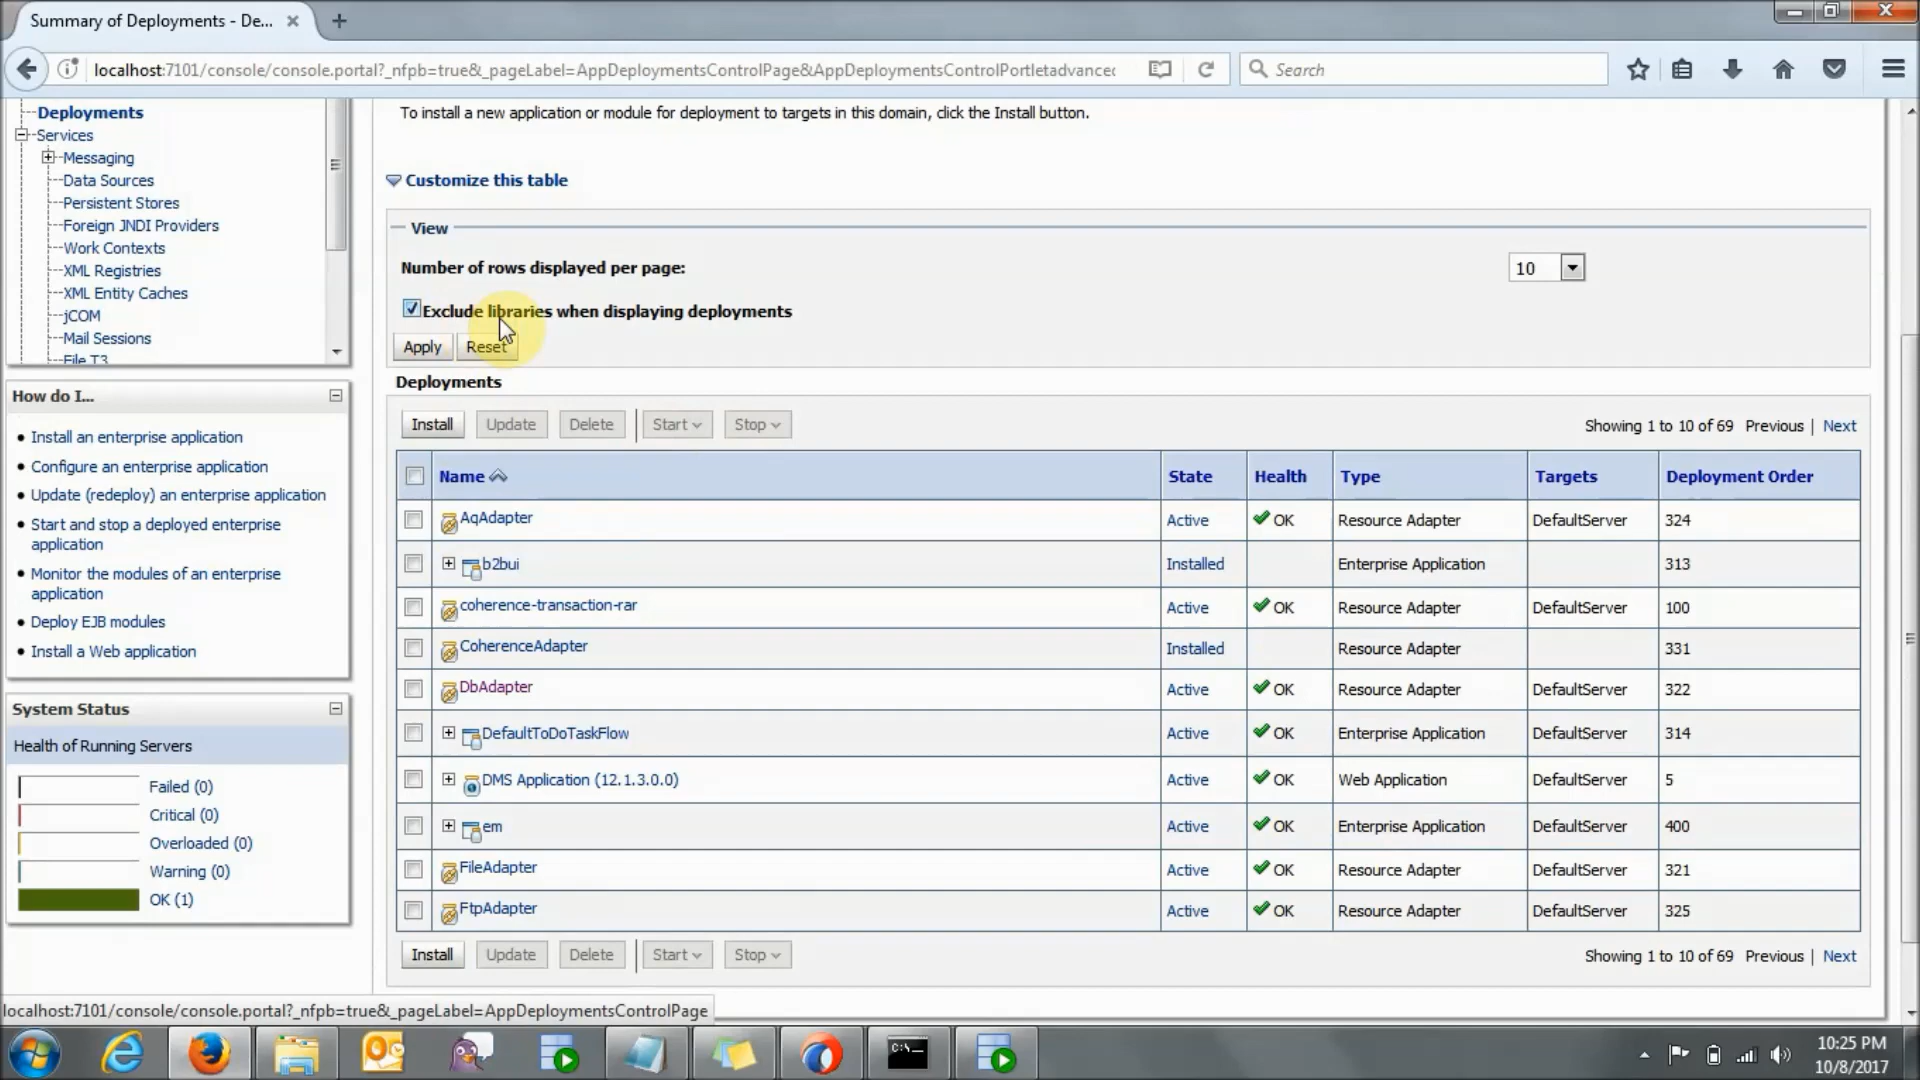 Summary of Deployments - De...
localhost:7101/console/console.portal?_nfpb=true&_pageLabel=AppDeploymentsControlPage&AppDeploymentsControlPortletadvanced
Search
Deployments
Services
Messaging
Data Sources
Persistent Stores
Foreign JNDI Providers
Work Contexts
XML Registries
XML Entity Caches
jCOM
Mail Sessions
File T3
How do I...
Install an enterprise application
Configure an enterprise application
Update (redeploy) an enterprise application
Start and stop a deployed enterprise
application
Monitor the modules of an enterprise
application
Deploy EJB modules
Install a Web application
System Status
Health of Running Servers
Failed (0)
Critical (0)
Overloaded (0)
Warning (0)
OK (1)
To install a new application or module for deployment to targets in this domain, click the Install button.
Customize this table
View
Number of rows displayed per page: 10
Exclude libraries when displaying deployments
Apply Reset
Deployments
Install Update Delete Start Stop Showing 1 to 10 of 69 Previous | Next
Name State Health Type Targets Deployment Order
AqAdapter Active OK Resource Adapter DefaultServer 324
b2bui Installed Enterprise Application 313
coherence-transaction-rar Active OK Resource Adapter DefaultServer 100
CoherenceAdapter Installed Resource Adapter 331
DbAdapter Active OK Resource Adapter DefaultServer 322
DefaultToDoTaskFlow Active OK Enterprise Application DefaultServer 314
DMS Application (12.1.3.0.0) Active OK Web Application DefaultServer 5
em Active OK Enterprise Application DefaultServer 400
FileAdapter Active OK Resource Adapter DefaultServer 321
FtpAdapter Active OK Resource Adapter DefaultServer 325
Install Update Delete Start Stop Showing 1 to 10 of 69 Previous | Next
localhost:7101/console/console.portal?_nfpb=true&_pageLabel=AppDeploymentsControlPage
C:\
10:25 PM
10/8/2017